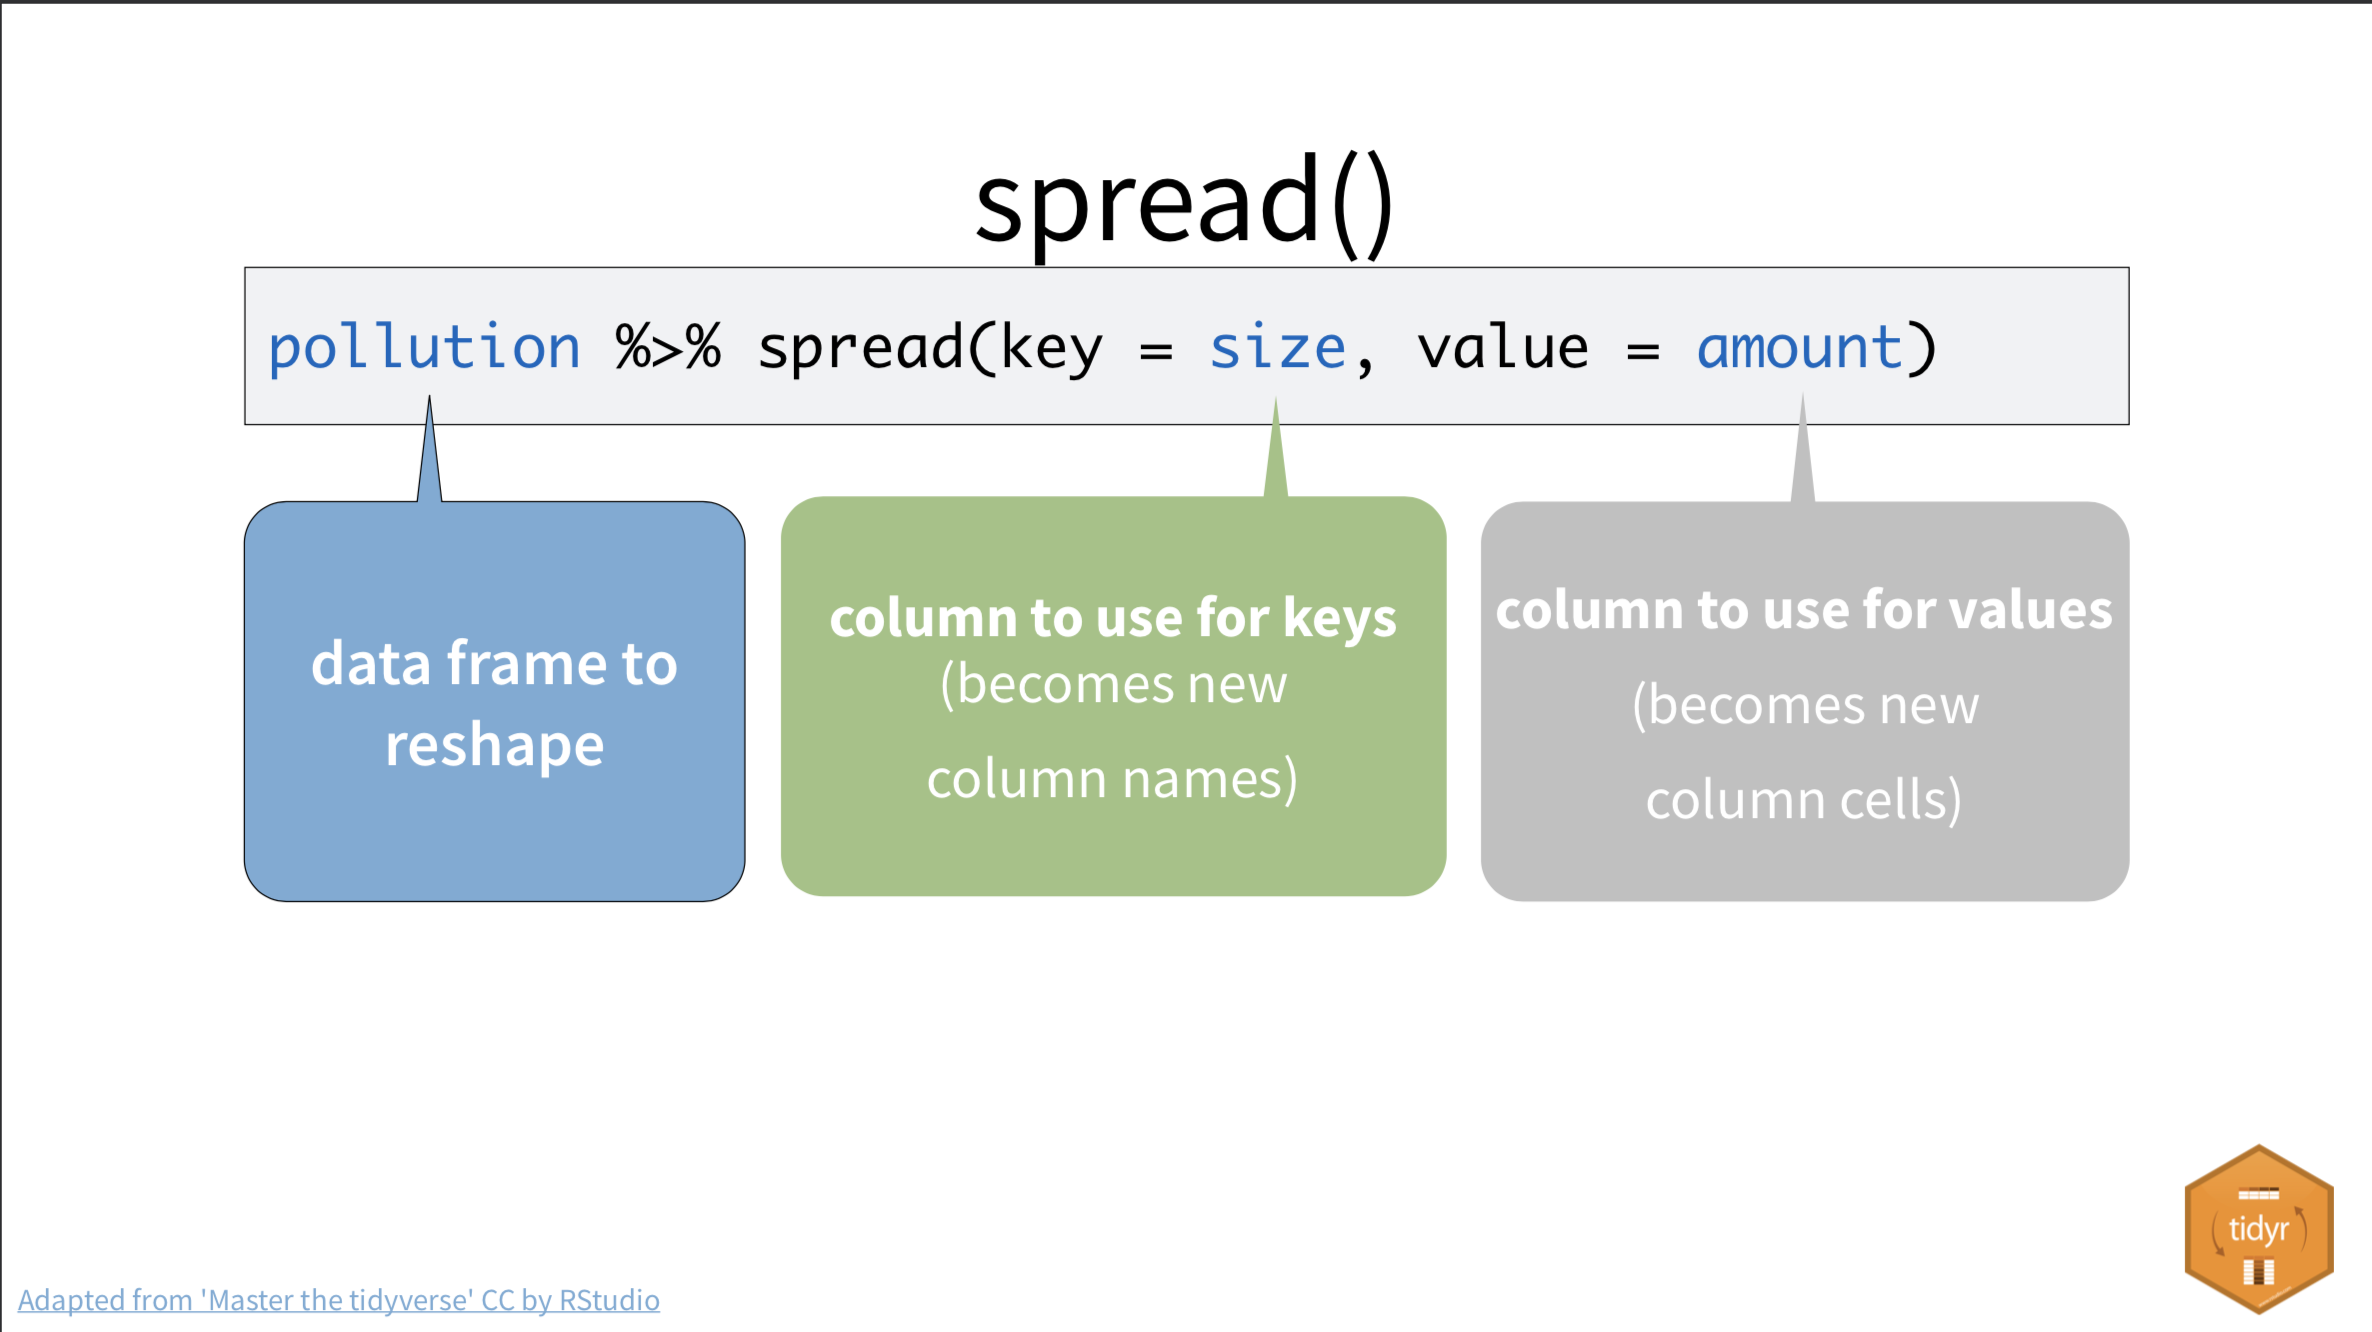 spread()
pollution %>% spread(key = size, value = amount)
data frame to
reshape
column to use for keys
(becomes new
column names)
column to use for values
(becomes new
column cells)
tidyr
Adapted from 'Master the tidyverse' CC by RStudio